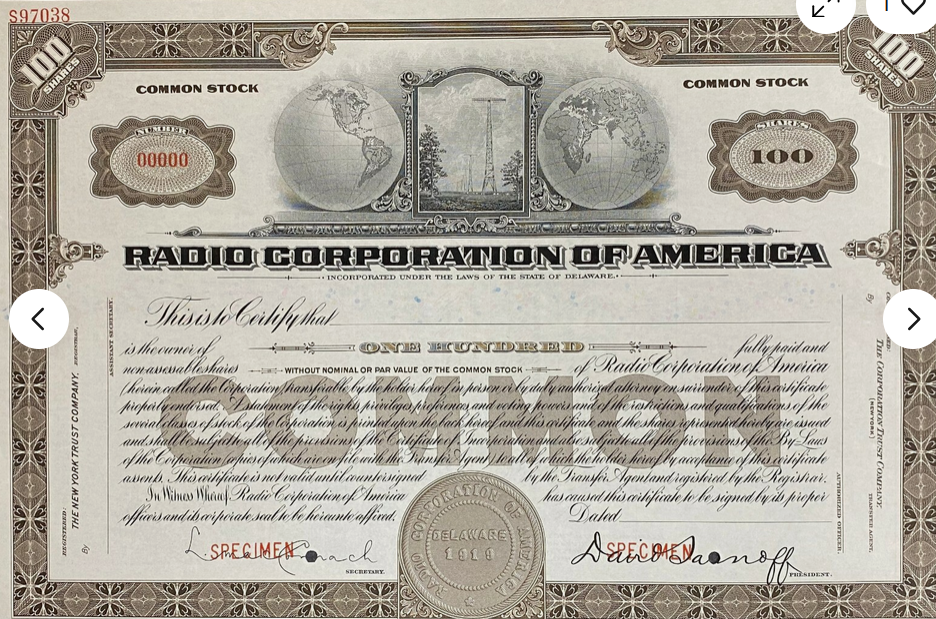 S97038
100 SHARES
100 SHARES
COMMON STOCK
COMMON STOCK
NUMBER
00000
SHARES
100
RADIO CORPORATION OF AMERICA
INCORPORATED UNDER THE LAWS OF THE STATE OF DELAWARE.
This is to Certify that
is the owner of ONE HUNDRED fully paid and
non-assessable shares WITHOUT NOMINAL OR PAR VALUE OF THE COMMON STOCK of Radio Corporation of America
(herein called the Corporation) transferable by the holder hereof in person or by duly authorized attorney on surrender of this certificate
properly endorsed. A statement of the rights, privileges, preferences and voting powers and of the restrictions and qualifications of the
several classes of stock of the Corporation is printed upon the back hereof and this certificate and the shares represented hereby are issued
and shall be subject to all of the provisions of the Certificate of Incorporation and also subject to all of the provisions of the By-Laws
of the Corporation (copies of which are on file with the Transfer Agent) to all of which the holder hereof by acceptance of this certificate
assents. This certificate is not valid until countersigned by the Transfer Agent and registered by the Registrar.
In Witness Whereof, Radio Corporation of America has caused this certificate to be signed by its proper
officers and its corporate seal to be hereunto affixed. Dated
COMMON
RADIO CORPORATION OF AMERICA
DELAWARE
1919
SPECIMEN
SECRETARY.
David Sarnoff
SPECIMEN
PRESIDENT.
REGISTERED:
THE NEW YORK TRUST COMPANY,
REGISTRAR,
By
ASSISTANT SECRETARY.
THE CORPORATION TRUST COMPANY,
[NEW YORK]
TRANSFER AGENT,
By
AUTHORIZED OFFICER.